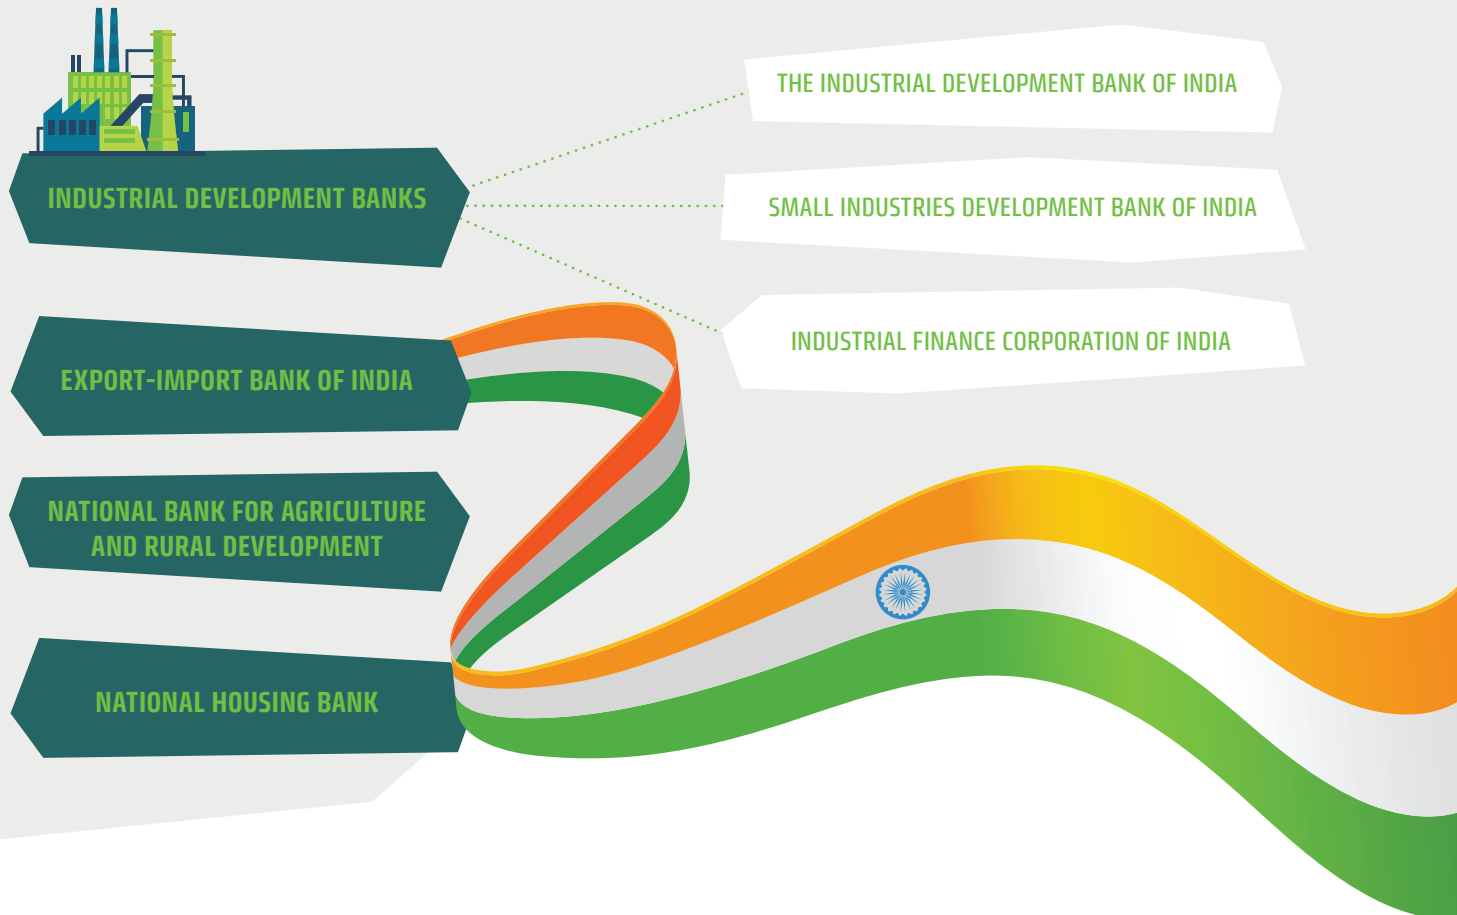 INDUSTRIAL DEVELOPMENT BANKS
THE INDUSTRIAL DEVELOPMENT BANK OF INDIA
SMALL INDUSTRIES DEVELOPMENT BANK OF INDIA
INDUSTRIAL FINANCE CORPORATION OF INDIA
EXPORT-IMPORT BANK OF INDIA
NATIONAL BANK FOR AGRICULTURE
AND RURAL DEVELOPMENT
NATIONAL HOUSING BANK